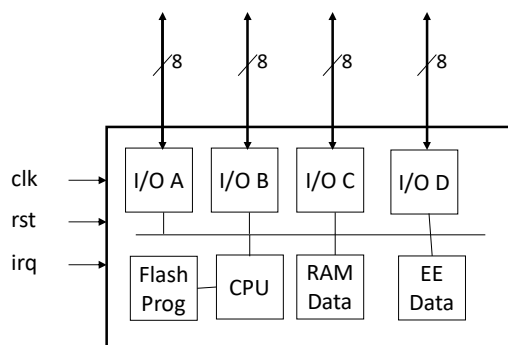 8 8 8 8
I/O A I/O B I/O C I/O D
clk
rst
irq
Flash
Prog
CPU
RAM
Data
EE
Data